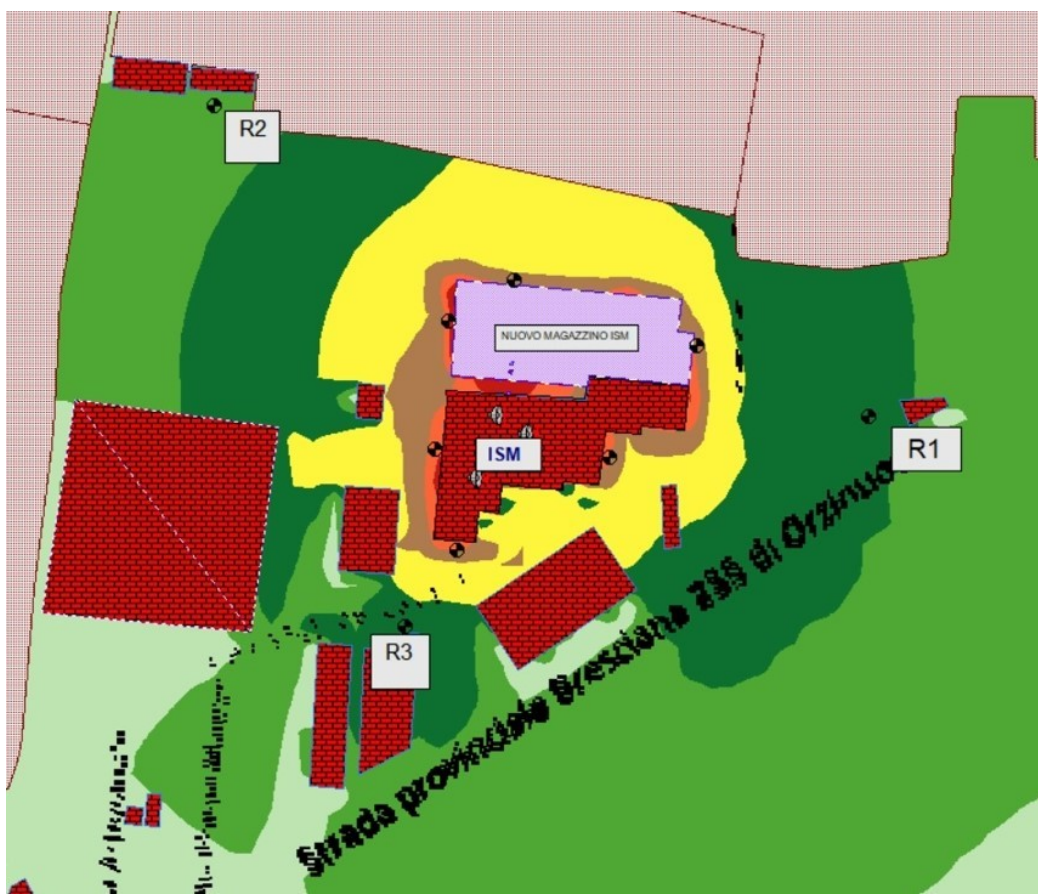 R2
NUOVO MAGAZZINO ISM
ISM
R1
R3
Strada provinciale Bresciana 235 di Orzinuovi